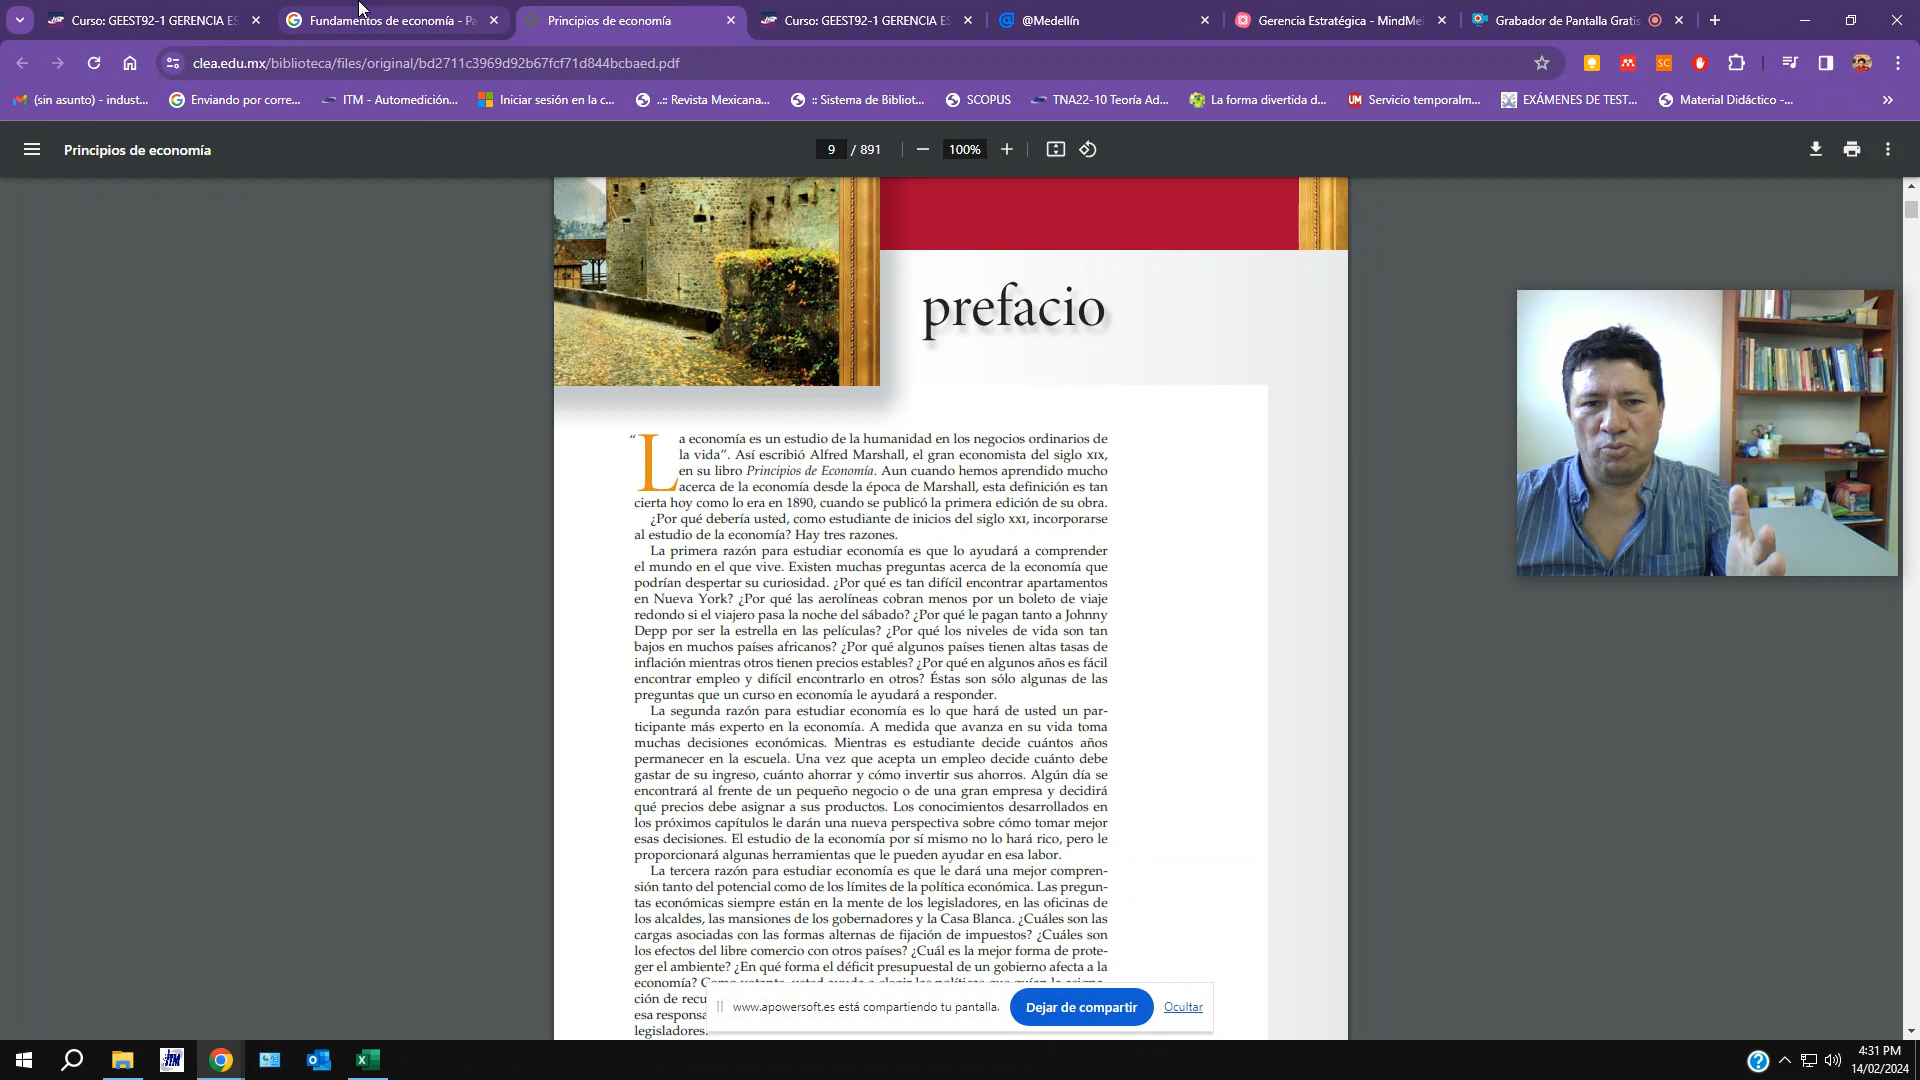 Curso: GEEST92-1 GERENCIA ES
Fundamentos de economía - Pa
Principios de economía
Curso: GEEST92-1 GERENCIA ES
@Medellín
Gerencia Estratégica - MindMei
Grabador de Pantalla Gratis
clea.edu.mx/biblioteca/files/original/bd2711c3969d92b67fcf71d844bcbaed.pdf
(sin asunto) - indust...
Enviando por corre...
ITM - Automedición...
Iniciar sesión en la c...
..:: Revista Mexicana...
:: Sistema de Bibliot...
SCOPUS
TNA22-10 Teoría Ad...
La forma divertida d...
Servicio temporalm...
EXÁMENES DE TEST...
Material Didáctico -...
Principios de economía
9 / 891
100%
prefacio
“La economía es un estudio de la humanidad en los negocios ordinarios de
la vida”. Así escribió Alfred Marshall, el gran economista del siglo XIX,
en su libro Principios de Economía. Aun cuando hemos aprendido mucho
acerca de la economía desde la época de Marshall, esta definición es tan
cierta hoy como lo era en 1890, cuando se publicó la primera edición de su obra.
¿Por qué debería usted, como estudiante de inicios del siglo XXI, incorporarse
al estudio de la economía? Hay tres razones.
La primera razón para estudiar economía es que lo ayudará a comprender
el mundo en el que vive. Existen muchas preguntas acerca de la economía que
podrían despertar su curiosidad. ¿Por qué es tan difícil encontrar apartamentos
en Nueva York? ¿Por qué las aerolíneas cobran menos por un boleto de viaje
redondo si el viajero pasa la noche del sábado? ¿Por qué le pagan tanto a Johnny
Depp por ser la estrella en las películas? ¿Por qué los niveles de vida son tan
bajos en muchos países africanos? ¿Por qué algunos países tienen altas tasas de
inflación mientras otros tienen precios estables? ¿Por qué en algunos años es fácil
encontrar empleo y difícil encontrarlo en otros? Éstas son sólo algunas de las
preguntas que un curso en economía le ayudará a responder.
La segunda razón para estudiar economía es lo que hará de usted un par-
ticipante más experto en la economía. A medida que avanza en su vida toma
muchas decisiones económicas. Mientras es estudiante decide cuántos años
permanecer en la escuela. Una vez que acepta un empleo decide cuánto debe
gastar de su ingreso, cuánto ahorrar y cómo invertir sus ahorros. Algún día se
encontrará al frente de un pequeño negocio o de una gran empresa y decidirá
qué precios debe asignar a sus productos. Los conocimientos desarrollados en
los próximos capítulos le darán una nueva perspectiva sobre cómo tomar mejor
esas decisiones. El estudio de la economía por sí mismo no lo hará rico, pero le
proporcionará algunas herramientas que le pueden ayudar en esa labor.
La tercera razón para estudiar economía es que le dará una mejor compren-
sión tanto del potencial como de los límites de la política económica. Las pregun-
tas económicas siempre están en la mente de los legisladores, en las oficinas de
los alcaldes, las mansiones de los gobernadores y la Casa Blanca. ¿Cuáles son las
cargas asociadas con las formas alternas de fijación de impuestos? ¿Cuáles son
los efectos del libre comercio con otros países? ¿Cuál es la mejor forma de prote-
ger el ambiente? ¿En qué forma el déficit presupuestal de un gobierno afecta a la
economía?
ción de recu
esa responsa
legisladores.
www.apowersoft.es está compartiendo tu pantalla.
Dejar de compartir
Ocultar
4:31 PM
14/02/2024